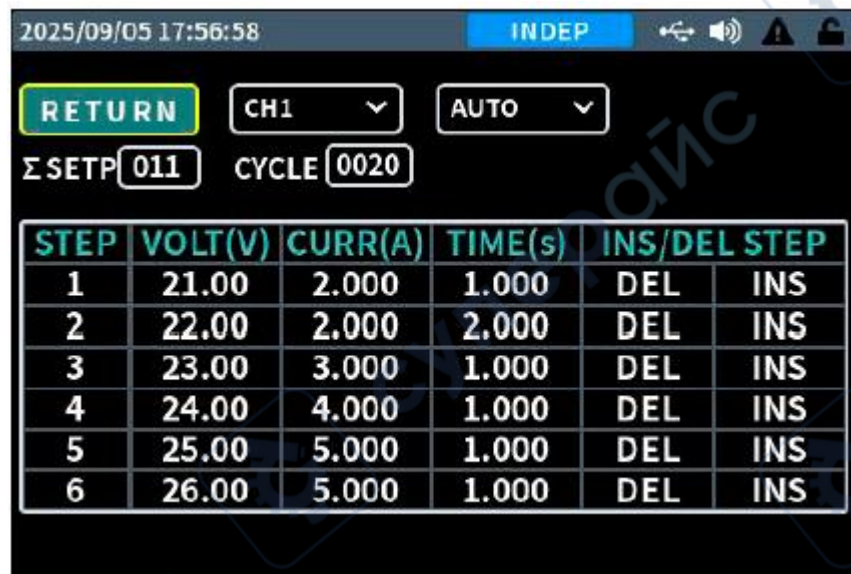 2025/09/05 17:56:58 INDEP
RETURN CH1 AUTO
ΣSETP 011 CYCLE 0020
STEP VOLT(V) CURR(A) TIME(s) INS/DEL STEP
1 21.00 2.000 1.000 DEL INS
2 22.00 2.000 2.000 DEL INS
3 23.00 3.000 1.000 DEL INS
4 24.00 4.000 1.000 DEL INS
5 25.00 5.000 1.000 DEL INS
6 26.00 5.000 1.000 DEL INS
суперайс